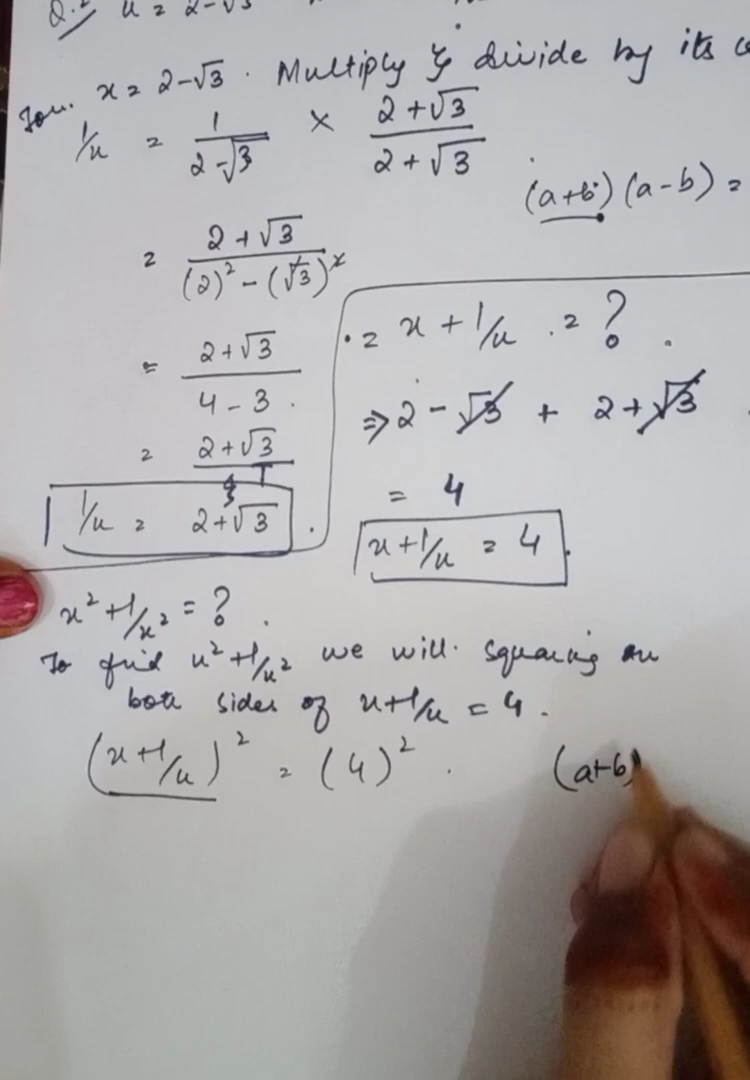 x = 2-√3
x = 2-√3. Multiply & divide by its
1/x = 1/(2-√3) × (2+√3)/(2+√3)
(a+b)(a-b) =
= (2+√3)/((2)² - (√3)²)
= (2+√3)/(4-3)
= (2+√3)/1
1/x = 2+√3
= x + 1/x = ?
⇒ 2 - √3 + 2 + √3
= 4
x + 1/x = 4
x² + 1/x² = ?
To find x² + 1/x² we will squaring on
both sides of x + 1/x = 4.
(x + 1/x)² = (4)².
(a+b)